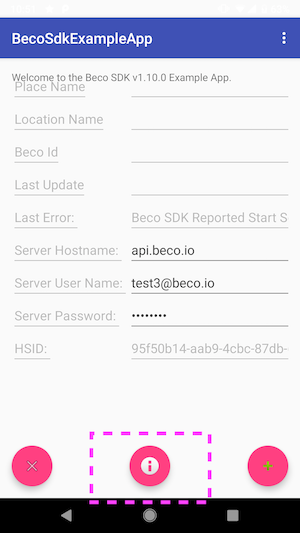 BecoSdkExampleApp
Welcome to the Beco SDK v1.10.0 Example App.
Place Name
Location Name
Beco Id
Last Update
Last Error: Beco SDK Reported Start S
Server Hostname: api.beco.io
Server User Name: test3@beco.io
Server Password: ••••••••
HSID: 95f50b14-aab9-4cbc-87db-